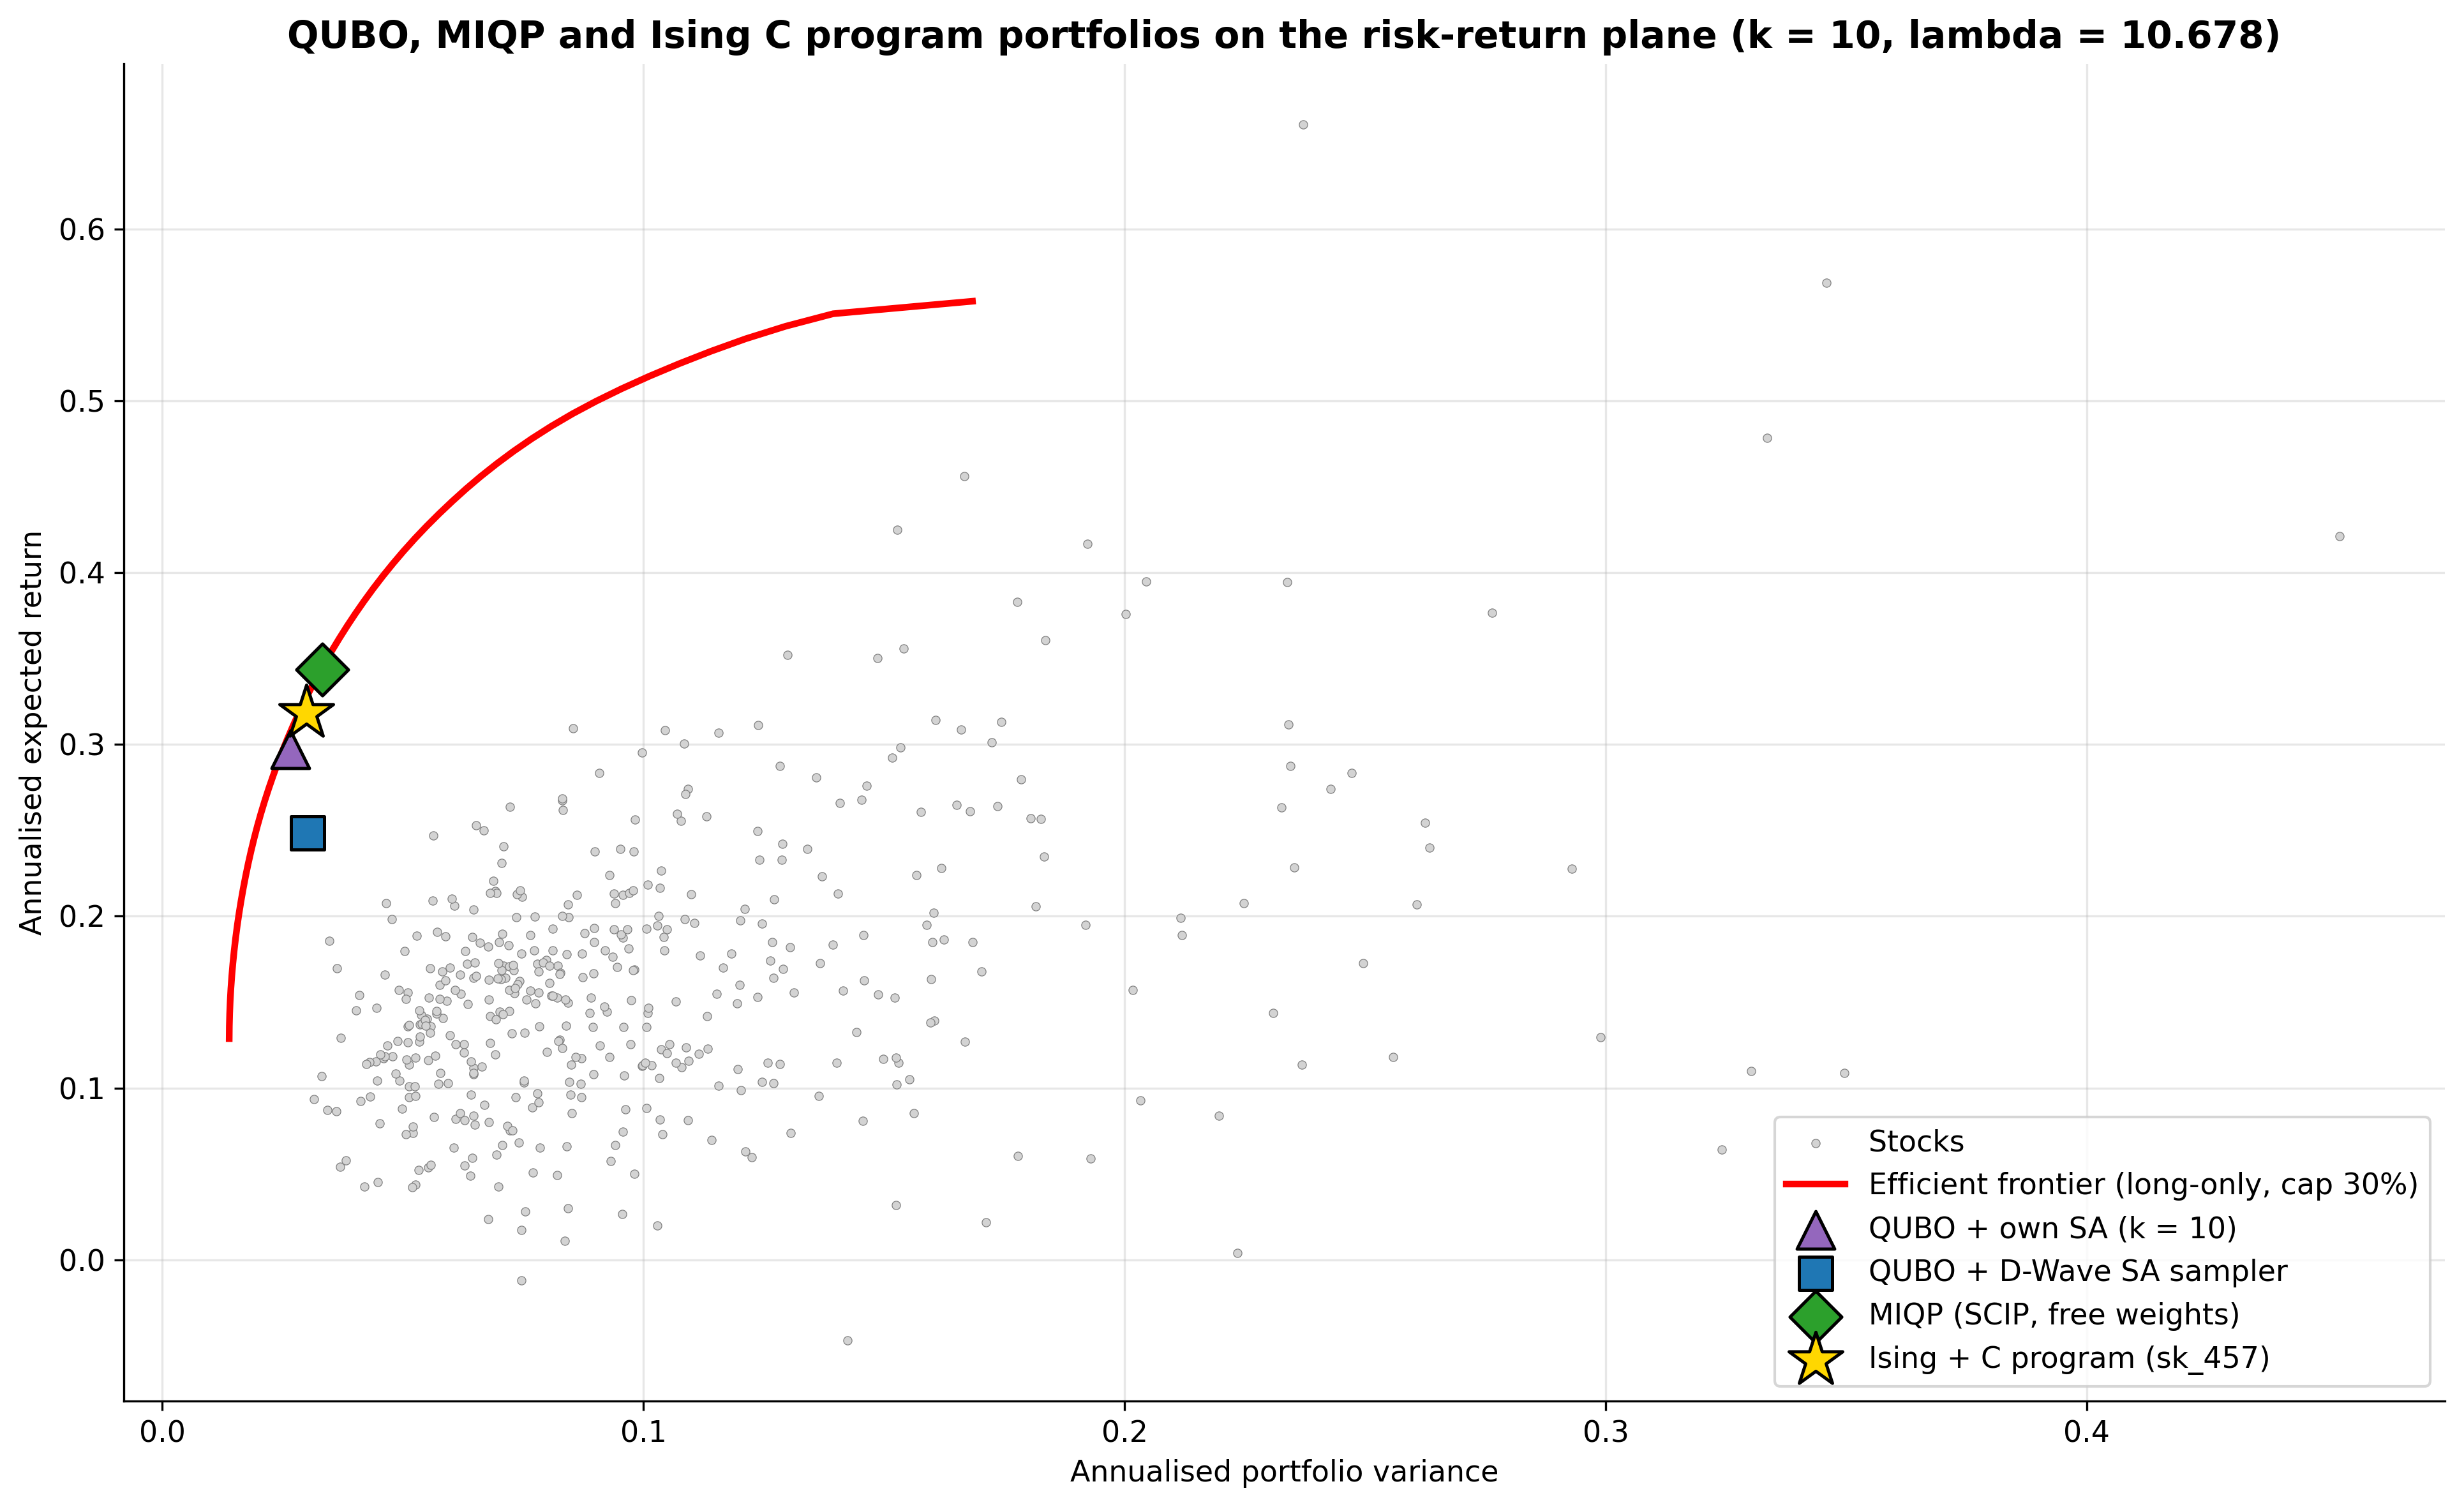 QUBO, MIQP and Ising C program portfolios on the risk-return plane (k = 10, lambda = 10.678)
Annualised expected return
0.6
0.5
0.4
0.3
0.2
0.1
0.0
Stocks
Efficient frontier (long-only, cap 30%)
QUBO + own SA (k = 10)
QUBO + D-Wave SA sampler
MIQP (SCIP, free weights)
Ising + C program (sk_457)
0.0 0.1 0.2 0.3 0.4
Annualised portfolio variance